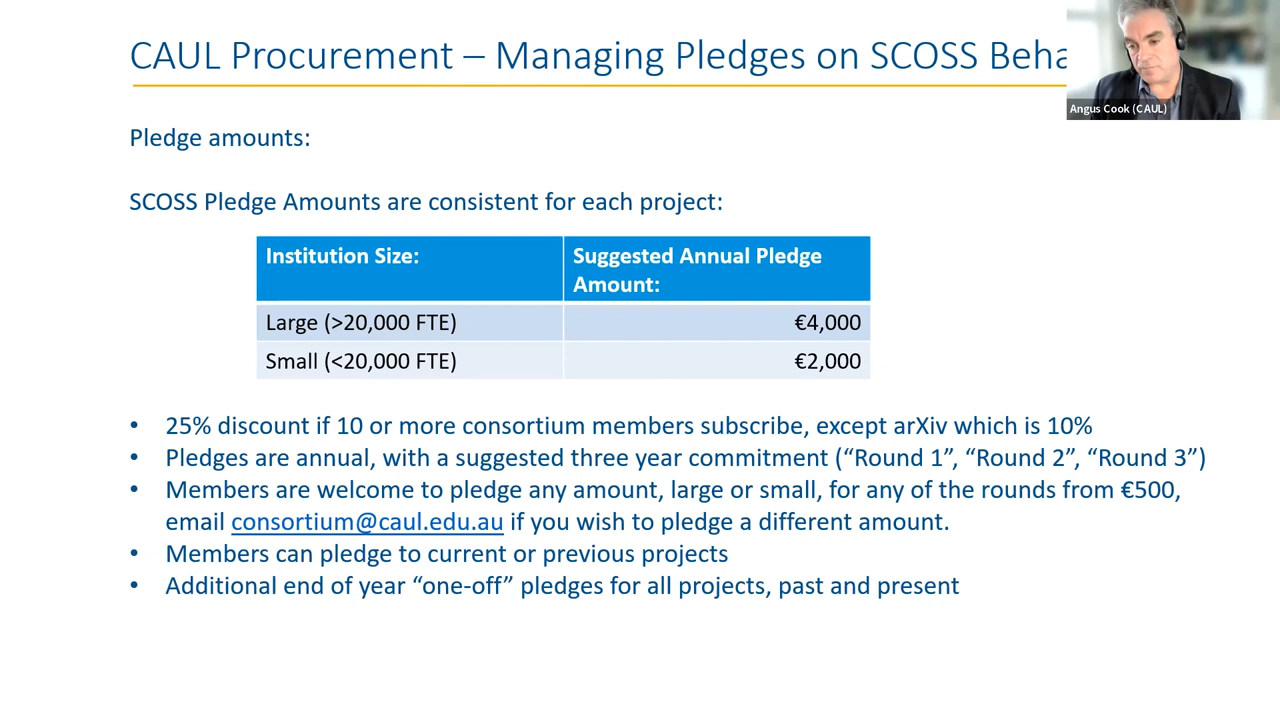 CAUL Procurement – Managing Pledges on SCOSS Beha
Angus Cook (CAUL)
Pledge amounts:
SCOSS Pledge Amounts are consistent for each project:
Institution Size:
Suggested Annual Pledge
Amount:
Large (>20,000 FTE)
€4,000
Small (<20,000 FTE)
€2,000
• 25% discount if 10 or more consortium members subscribe, except arXiv which is 10%
• Pledges are annual, with a suggested three year commitment (“Round 1”, “Round 2”, “Round 3”)
• Members are welcome to pledge any amount, large or small, for any of the rounds from €500,
email consortium@caul.edu.au if you wish to pledge a different amount.
• Members can pledge to current or previous projects
• Additional end of year “one-off” pledges for all projects, past and present